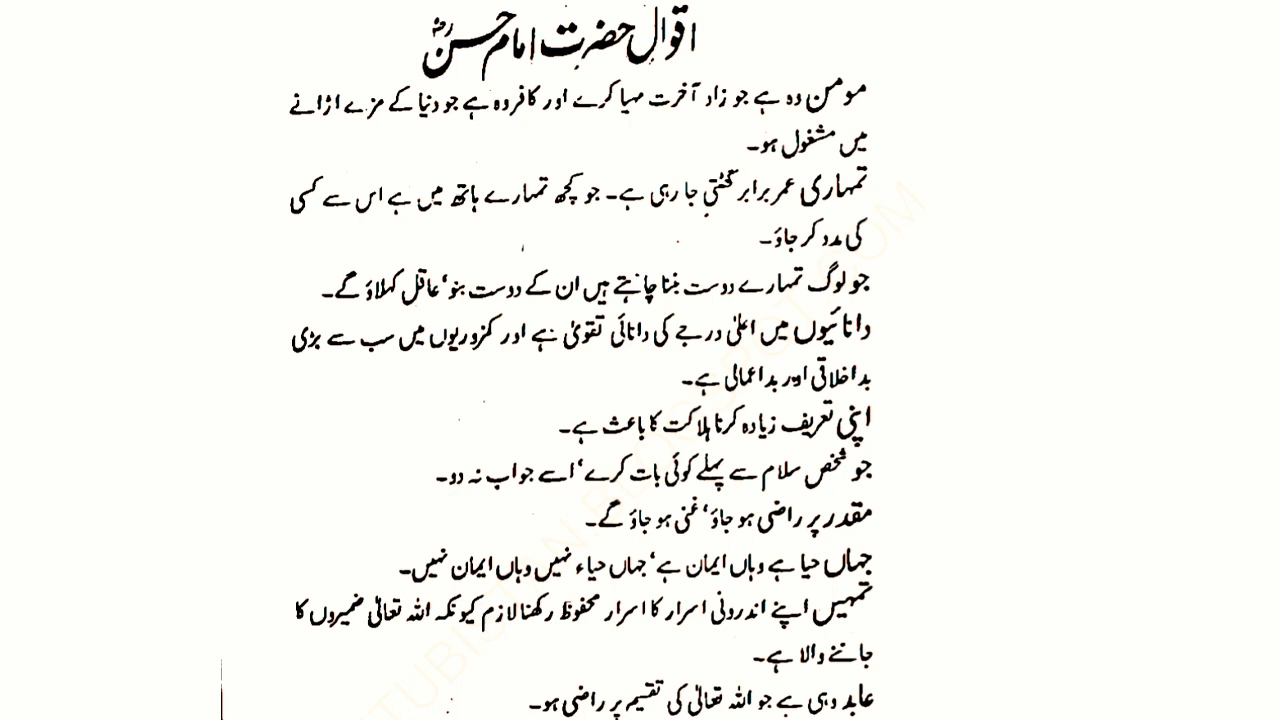 اقوال حضرت امام حسنؓ
مومن وہ ہے جو زاد آخرت مہیا کرے اور کافر وہ ہے جو دنیا کے مزے اڑانے
میں مشغول ہو۔
تمہاری عمر برابر گھٹتی جا رہی ہے۔ جو کچھ تمہارے ہاتھ میں ہے اس سے کسی
کی مدد کر جاؤ۔
جو لوگ تمہارے دوست بننا چاہتے ہیں ان کے دوست بنو‘ عاقل کہلاؤ گے۔
دانائیوں میں اعلیٰ درجے کی دانائی تقویٰ ہے اور کمزوریوں میں سب سے بڑی
بد اخلاقی اور بد اعمالی ہے۔
اپنی تعریف زیادہ کرنا ہلاکت کا باعث ہے۔
جو شخص سلام سے پہلے کوئی بات کرے‘ اسے جواب نہ دو۔
مقدر پر راضی ہو جاؤ‘ غنی ہو جاؤ گے۔
جہاں حیا ہے وہاں ایمان ہے‘ جہاں حیاء نہیں وہاں ایمان نہیں۔
تمہیں اپنے اندرونی اسرار کا اسرار محفوظ رکھنا لازم کیونکہ اللہ تعالیٰ ضمیروں کا
جاننے والا ہے۔
عابد وہی ہے جو اللہ تعالیٰ کی تقسیم پر راضی ہو۔